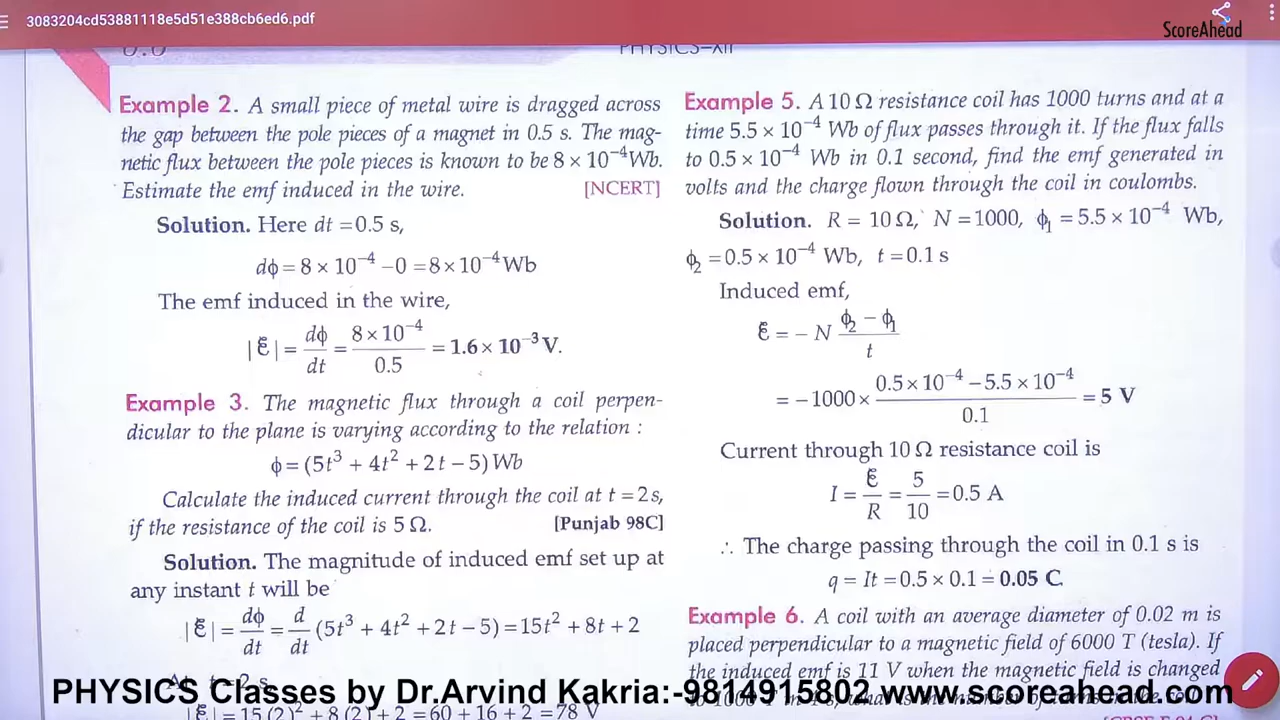 3083204cd53881118e5d51e388cb6ed6.pdf
ScoreAhead
PHYSICS-XII
Example 2. A small piece of metal wire is dragged across
the gap between the pole pieces of a magnet in 0.5 s. The mag-
netic flux between the pole pieces is known to be 8 × 10⁻⁴ Wb.
Estimate the emf induced in the wire. [NCERT]
Solution. Here dt = 0.5 s,
dϕ = 8 × 10⁻⁴ − 0 = 8 × 10⁻⁴ Wb
The emf induced in the wire,
|ℰ| = dϕ/dt = 8 × 10⁻⁴/0.5 = 1.6 × 10⁻³ V.
Example 3. The magnetic flux through a coil perpen-
dicular to the plane is varying according to the relation :
ϕ = (5t³ + 4t² + 2t − 5) Wb
Calculate the induced current through the coil at t = 2 s,
if the resistance of the coil is 5 Ω. [Punjab 98C]
Solution. The magnitude of induced emf set up at
any instant t will be
|ℰ| = dϕ/dt = d/dt (5t³ + 4t² + 2t − 5) = 15t² + 8t + 2
At t = 2 s
|ℰ| = 15 (2)² + 8 (2) + 2 = 60 + 16 + 2 = 78 V
Example 5. A 10 Ω resistance coil has 1000 turns and at a
time 5.5 × 10⁻⁴ Wb of flux passes through it. If the flux falls
to 0.5 × 10⁻⁴ Wb in 0.1 second, find the emf generated in
volts and the charge flown through the coil in coulombs.
Solution. R = 10 Ω, N = 1000, ϕ₁ = 5.5 × 10⁻⁴ Wb,
ϕ₂ = 0.5 × 10⁻⁴ Wb, t = 0.1 s
Induced emf,
ℰ = − N (ϕ₂ − ϕ₁)/t
= − 1000 × (0.5 × 10⁻⁴ − 5.5 × 10⁻⁴)/0.1 = 5 V
Current through 10 Ω resistance coil is
I = ℰ/R = 5/10 = 0.5 A
∴ The charge passing through the coil in 0.1 s is
q = It = 0.5 × 0.1 = 0.05 C.
Example 6. A coil with an average diameter of 0.02 m is
placed perpendicular to a magnetic field of 6000 T (tesla). If
the induced emf is 11 V when the magnetic field is changed
PHYSICS Classes by Dr.Arvind Kakria:-9814915802 www.scoreahead.com